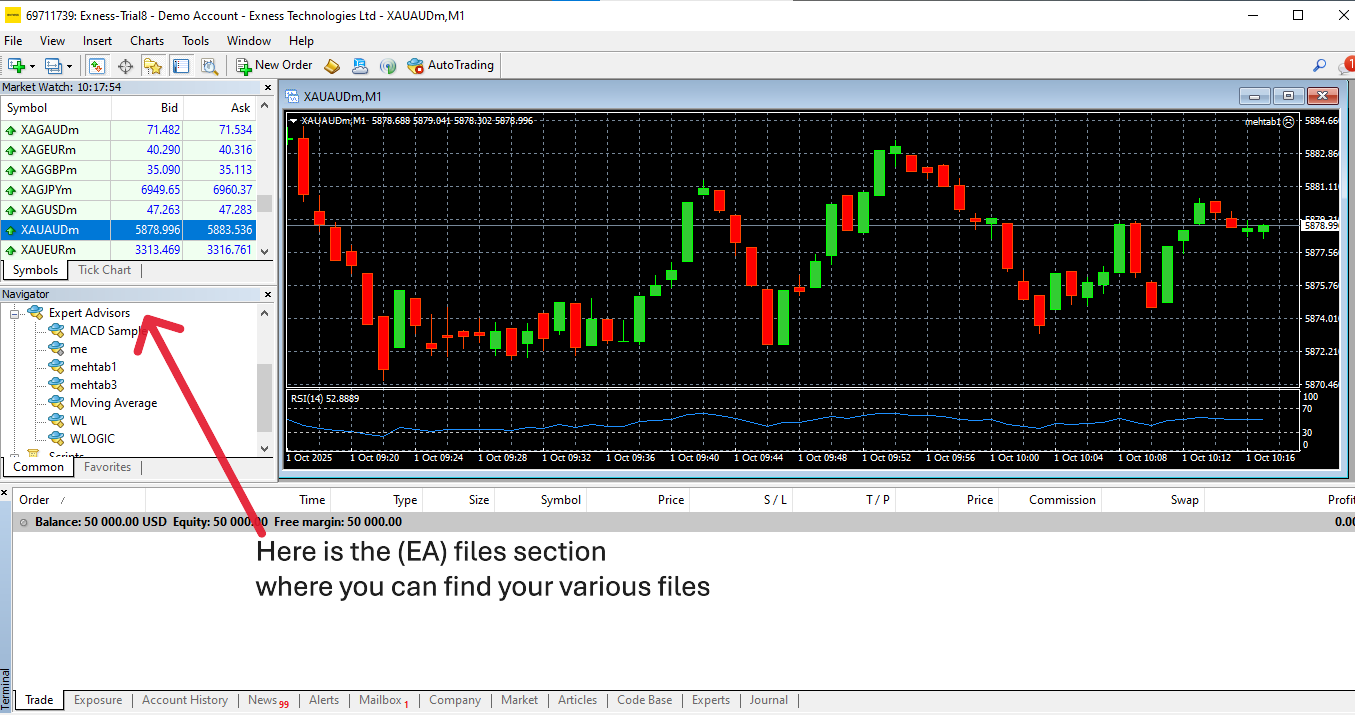 69711739: Exness-Trial8 - Demo Account - Exness Technologies Ltd - XAUAUDm,M1
File View Insert Charts Tools Window Help
New Order AutoTrading 1
Market Watch: 10:17:54
Symbol Bid Ask
XAGAUDm 71.482 71.534
XAGEURm 40.290 40.316
XAGGBPm 35.090 35.113
XAGJPYm 6949.65 6960.37
XAGUSDm 47.263 47.283
XAUAUDm 5878.996 5883.536
XAUEURm 3313.469 3316.761
Symbols Tick Chart
Navigator
Expert Advisors
MACD Sample
me
mehtab1
mehtab3
Moving Average
WL
WLOGIC
Scripts
Common Favorites
XAUAUDm,M1
XAUAUDm,M1 5878.688 5879.041 5878.302 5878.996
mehtab1
5884.660
5882.860
5881.110
5878.996
5877.560
5875.760
5874.010
5872.210
5870.460
RSI(14) 52.8889
100
70
30
0
1 Oct 2025 1 Oct 09:20 1 Oct 09:24 1 Oct 09:28 1 Oct 09:32 1 Oct 09:36 1 Oct 09:40 1 Oct 09:44 1 Oct 09:48 1 Oct 09:52 1 Oct 09:56 1 Oct 10:00 1 Oct 10:04 1 Oct 10:08 1 Oct 10:12 1 Oct 10:16
Order / Time Type Size Symbol Price S / L T / P Price Commission Swap Profit
Balance: 50 000.00 USD Equity: 50 000.00 Free margin: 50 000.00 0.00
Here is the (EA) files section
where you can find your various files
Terminal
Trade Exposure Account History News 99 Alerts Mailbox 1 Company Market Articles Code Base Experts Journal